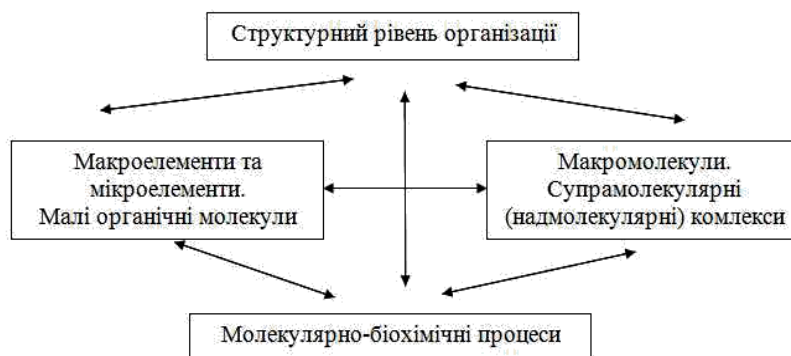 Структурний рівень організації
Макроелементи та
мікроелементи.
Малі органічні молекули
Макромолекули.
Супрамолекулярні
(надмолекулярні) комлекси
Молекулярно-біохімічні процеси